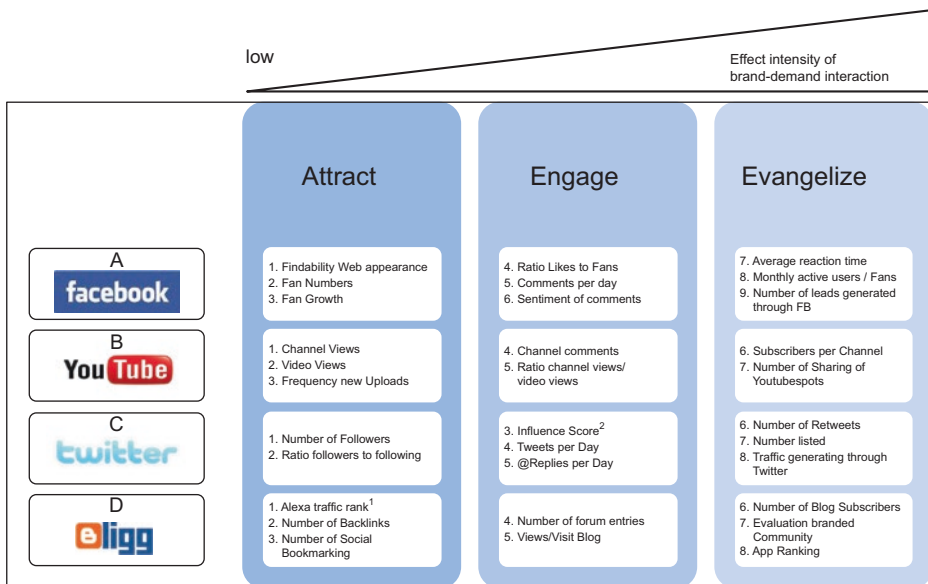 low
Effect intensity of
brand-demand interaction
Attract
Engage
Evangelize
A
facebook
1. Findability Web appearance
2. Fan Numbers
3. Fan Growth
4. Ratio Likes to Fans
5. Comments per day
6. Sentiment of comments
7. Average reaction time
8. Monthly active users / Fans
9. Number of leads generated
through FB
B
You Tube
1. Channel Views
2. Video Views
3. Frequency new Uploads
4. Channel comments
5. Ratio channel views/
video views
6. Subscribers per Channel
7. Number of Sharing of
Youtubespots
C
twitter
1. Number of Followers
2. Ratio followers to following
3. Influence Score2
4. Tweets per Day
5. @Replies per Day
6. Number of Retweets
7. Number listed
8. Traffic generating through
Twitter
D
Bligg
1. Alexa traffic rank1
2. Number of Backlinks
3. Number of Social
Bookmarking
4. Number of forum entries
5. Views/Visit Blog
6. Number of Blog Subscribers
7. Evaluation branded
Community
8. App Ranking